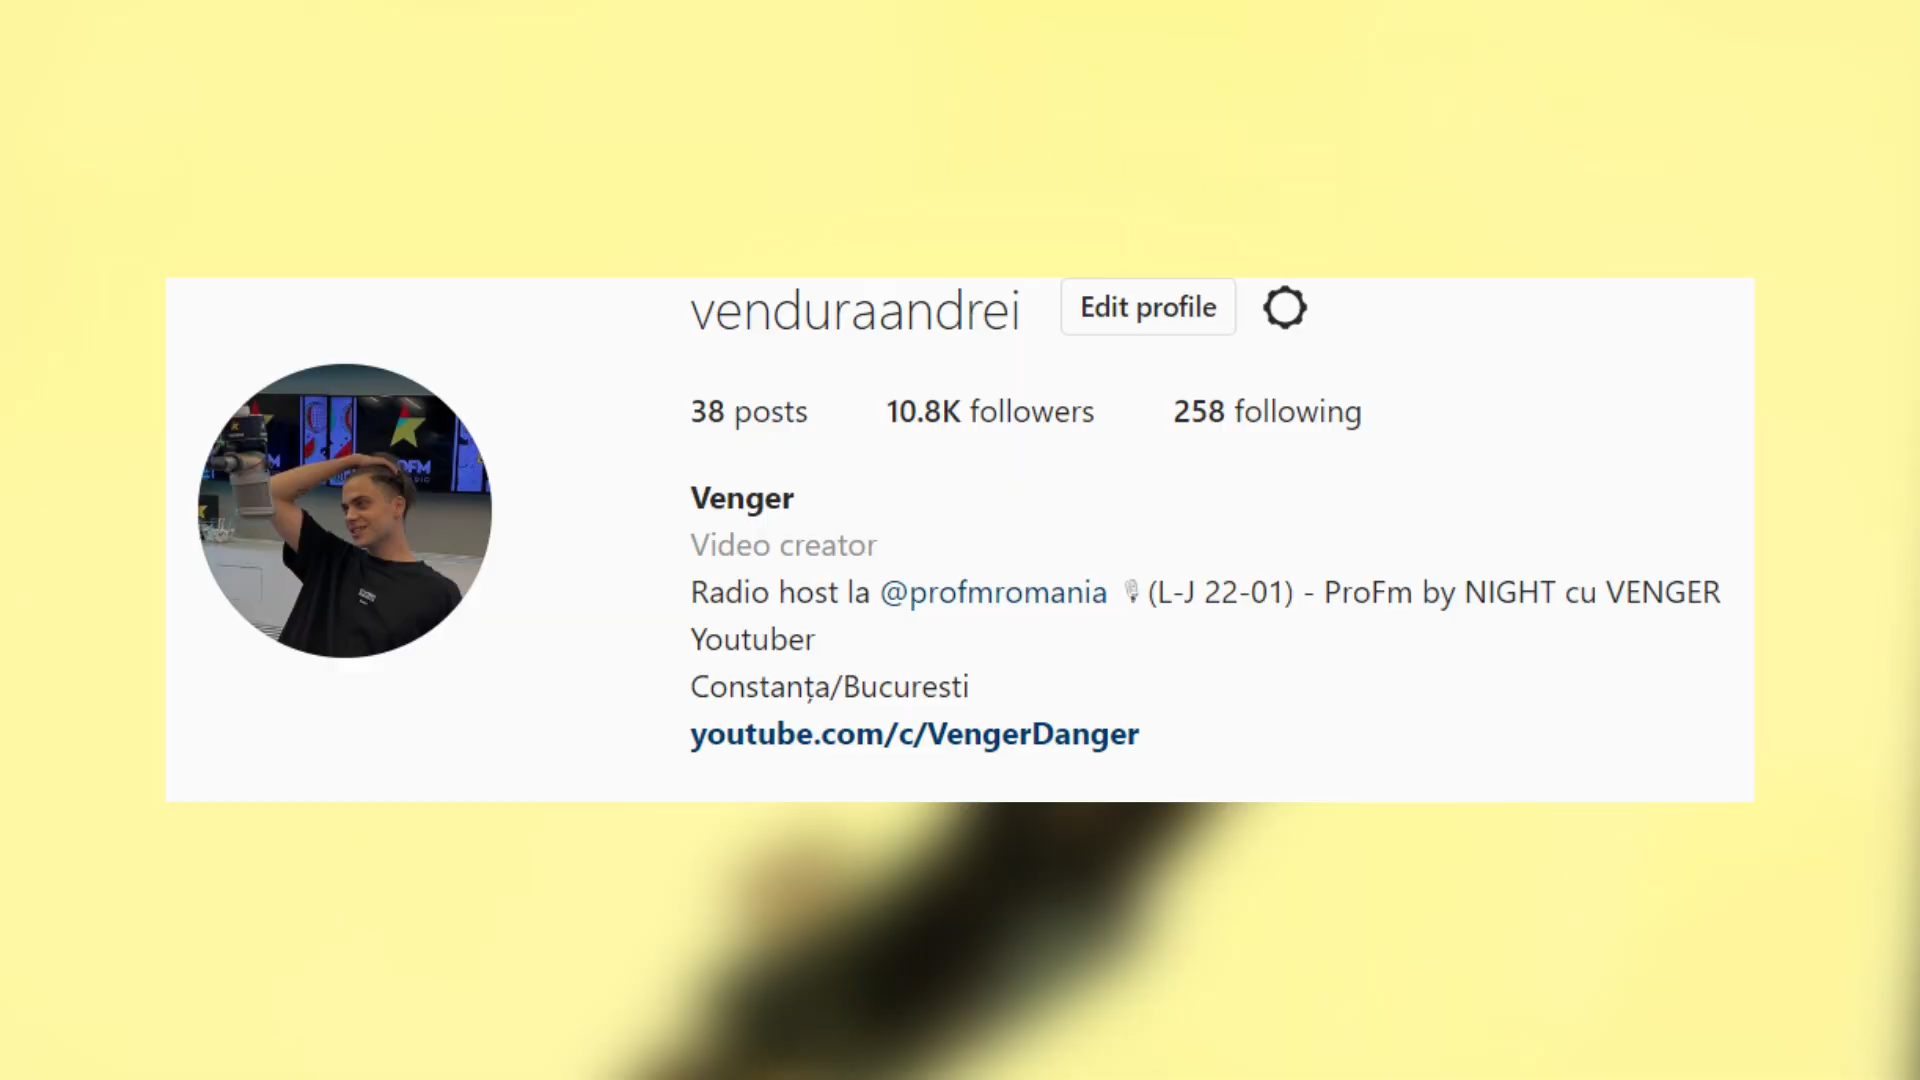 venduraandrei Edit profile
38 posts 10.8K followers 258 following
Venger
Video creator
Radio host la @profmromania 🎙(L-J 22-01) - ProFm by NIGHT cu VENGER
Youtuber
Constanța/Bucuresti
youtube.com/c/VengerDanger